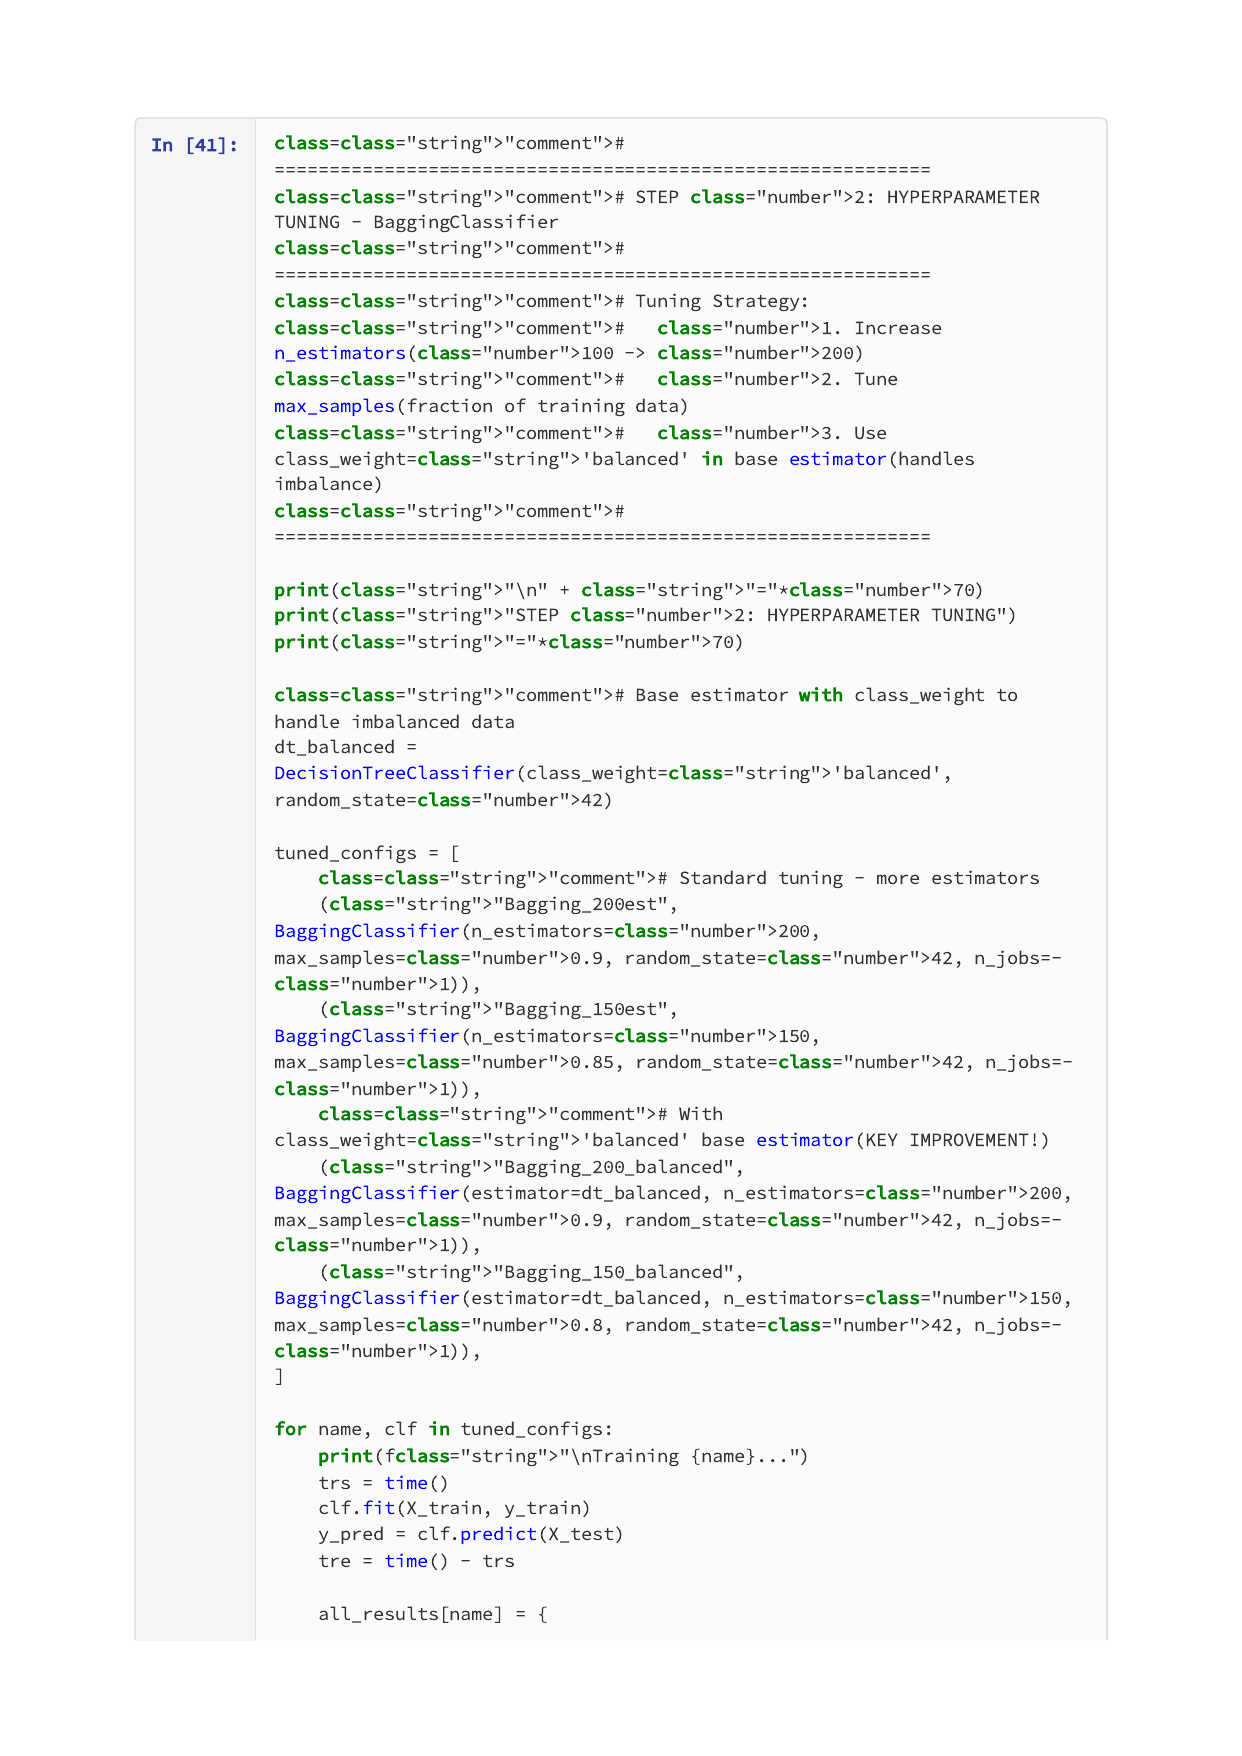 In [41]:
class=class="string">"comment">#
============================================================
class=class="string">"comment"># STEP class="number">2: HYPERPARAMETER
TUNING - BaggingClassifier
class=class="string">"comment">#
============================================================
class=class="string">"comment"># Tuning Strategy:
class=class="string">"comment">#   class="number">1. Increase
n_estimators(class="number">100 -> class="number">200)
class=class="string">"comment">#   class="number">2. Tune
max_samples(fraction of training data)
class=class="string">"comment">#   class="number">3. Use
class_weight=class="string">'balanced' in base estimator(handles
imbalance)
class=class="string">"comment">#
============================================================

print(class="string">"\n" + class="string">"="*class="number">70)
print(class="string">"STEP class="number">2: HYPERPARAMETER TUNING")
print(class="string">"="*class="number">70)

class=class="string">"comment"># Base estimator with class_weight to
handle imbalanced data
dt_balanced =
DecisionTreeClassifier(class_weight=class="string">'balanced',
random_state=class="number">42)

tuned_configs = [
    class=class="string">"comment"># Standard tuning - more estimators
    (class="string">"Bagging_200est",
BaggingClassifier(n_estimators=class="number">200,
max_samples=class="number">0.9, random_state=class="number">42, n_jobs=-
class="number">1)),
    (class="string">"Bagging_150est",
BaggingClassifier(n_estimators=class="number">150,
max_samples=class="number">0.85, random_state=class="number">42, n_jobs=-
class="number">1)),
    class=class="string">"comment"># With
class_weight=class="string">'balanced' base estimator(KEY IMPROVEMENT!)
    (class="string">"Bagging_200_balanced",
BaggingClassifier(estimator=dt_balanced, n_estimators=class="number">200,
max_samples=class="number">0.9, random_state=class="number">42, n_jobs=-
class="number">1)),
    (class="string">"Bagging_150_balanced",
BaggingClassifier(estimator=dt_balanced, n_estimators=class="number">150,
max_samples=class="number">0.8, random_state=class="number">42, n_jobs=-
class="number">1)),
]

for name, clf in tuned_configs:
    print(fclass="string">"\nTraining {name}...")
    trs = time()
    clf.fit(X_train, y_train)
    y_pred = clf.predict(X_test)
    tre = time() - trs

    all_results[name] = {